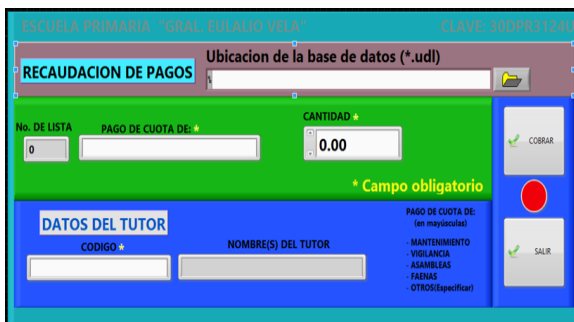 ESCUELA PRIMARIA "GRAL. EULALIO VELA" CLAVE: 30DPR3124U
Ubicacion de la base de datos (*.udl)
RECAUDACION DE PAGOS
No. DE LISTA
PAGO DE CUOTA DE: *
CANTIDAD *
0
0.00
COBRAR
* Campo obligatorio
DATOS DEL TUTOR
CODIGO *
NOMBRE(S) DEL TUTOR
PAGO DE CUOTA DE:
(en mayúsculas)
- MANTENIMIENTO
- VIGILANCIA
- ASAMBLEAS
- FAENAS
- OTROS(Especificar)
SALIR